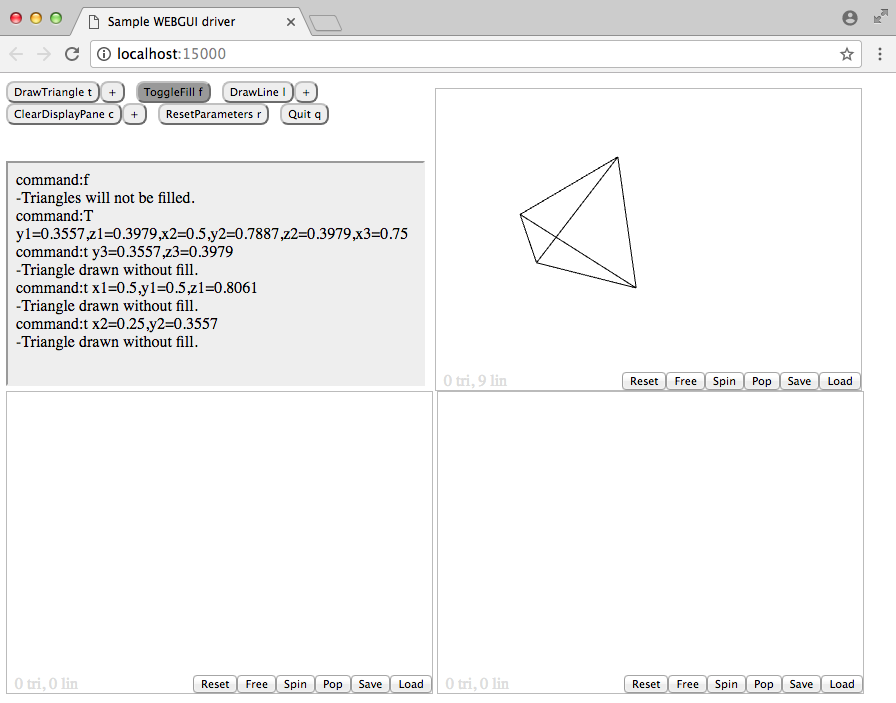 Sample WEBGUI driver
localhost:15000
DrawTriangle t + ToggleFill f DrawLine l +
ClearDisplayPane c + ResetParameters r Quit q
command:f
-Triangles will not be filled.
command:T
y1=0.3557,z1=0.3979,x2=0.5,y2=0.7887,z2=0.3979,x3=0.75
command:t y3=0.3557,z3=0.3979
-Triangle drawn without fill.
command:t x1=0.5,y1=0.5,z1=0.8061
-Triangle drawn without fill.
command:t x2=0.25,y2=0.3557
-Triangle drawn without fill.
0 tri, 9 lin Reset Free Spin Pop Save Load
0 tri, 0 lin Reset Free Spin Pop Save Load
0 tri, 0 lin Reset Free Spin Pop Save Load